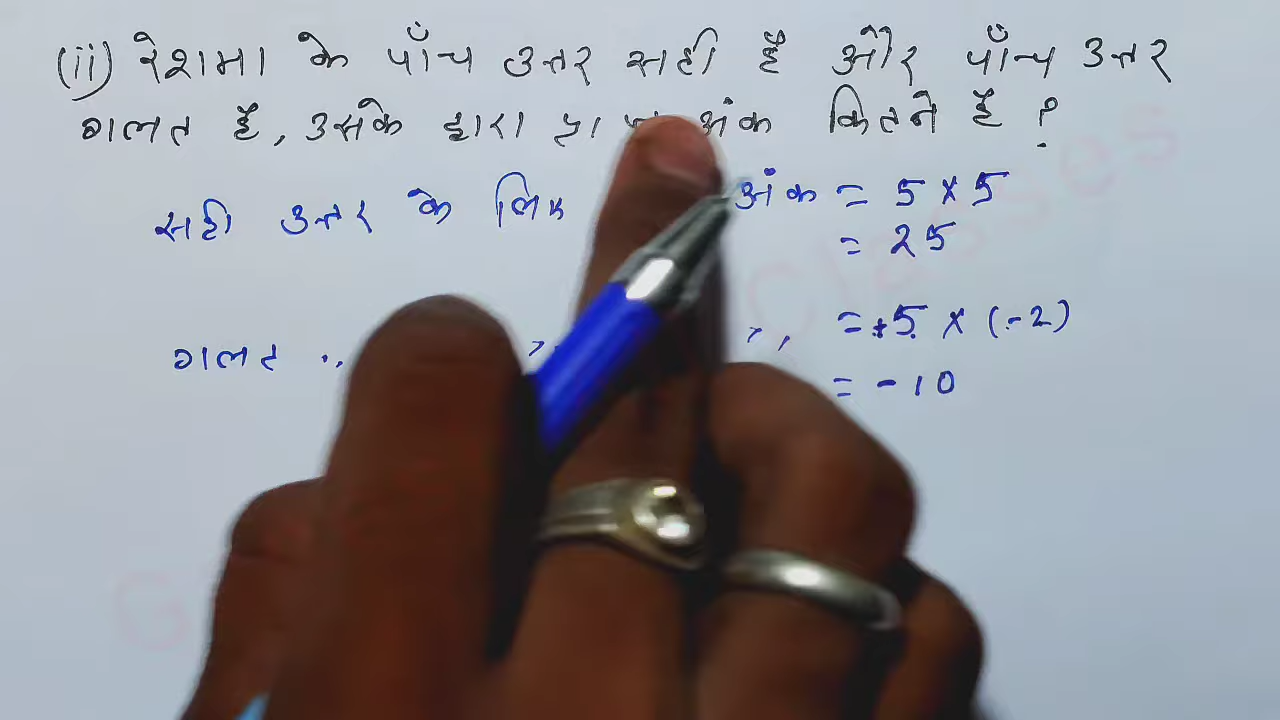 (ii) रेशमा के पाँच उत्तर सही है और पाँच उत्तर
गलत है, उसके द्वारा अंक कितने है ?
सही उत्तर के लिए अंक = 5 × 5
= 25
गलत ,, ,, ,, = +5 × (-2)
= -10